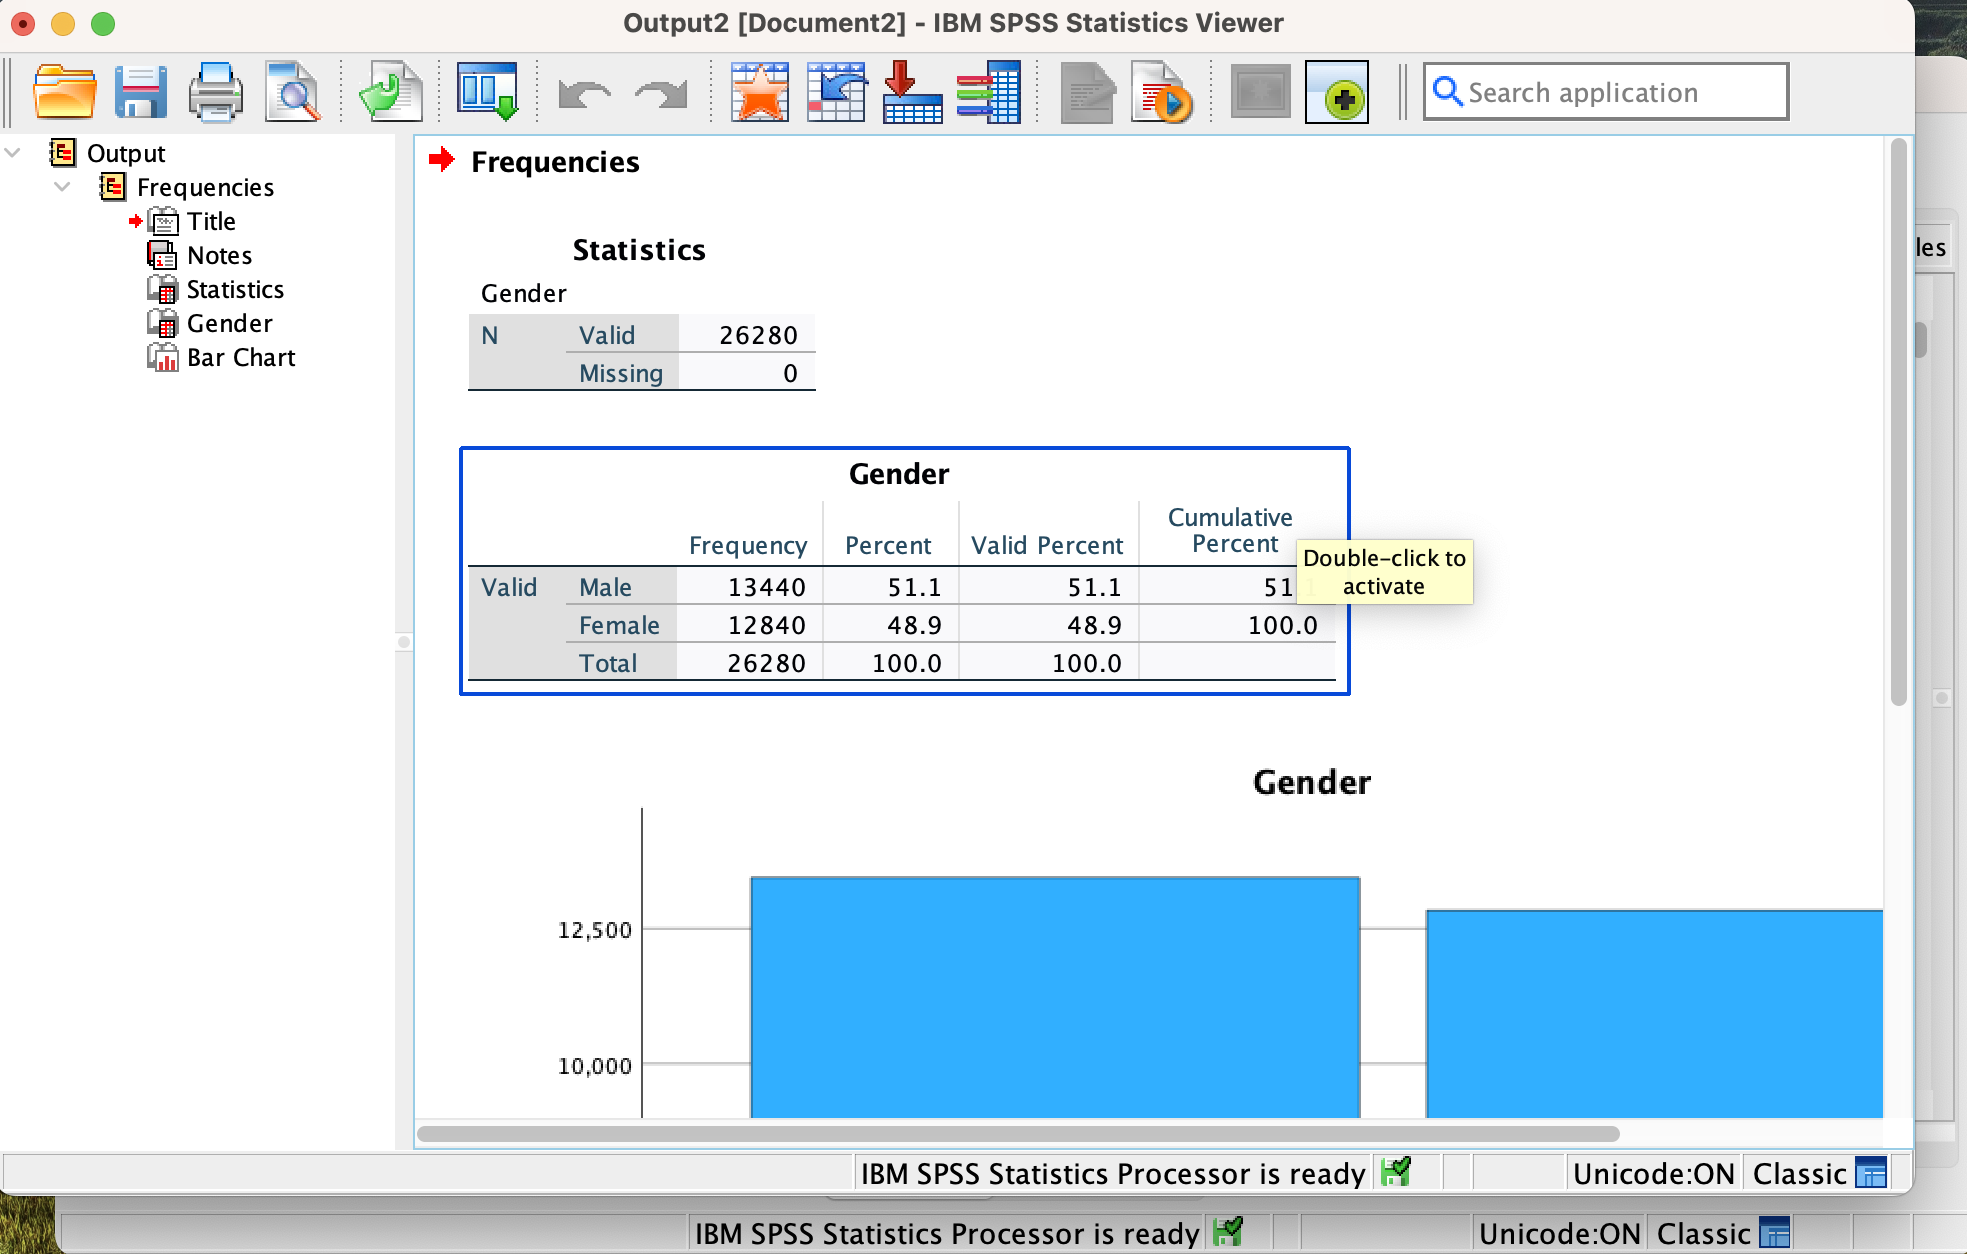 Output2 [Document2] - IBM SPSS Statistics Viewer
Search application
Output
Frequencies
Title
Notes
Statistics
Gender
Bar Chart
Frequencies
Statistics
Gender
N Valid 26280
Missing 0
Gender
Frequency Percent Valid Percent Cumulative Percent
Valid Male 13440 51.1 51.1 51
Female 12840 48.9 48.9 100.0
Total 26280 100.0 100.0
Double-click to
activate
Gender
12,500
10,000
les
IBM SPSS Statistics Processor is ready Unicode:ON Classic
IBM SPSS Statistics Processor is ready Unicode:ON Classic